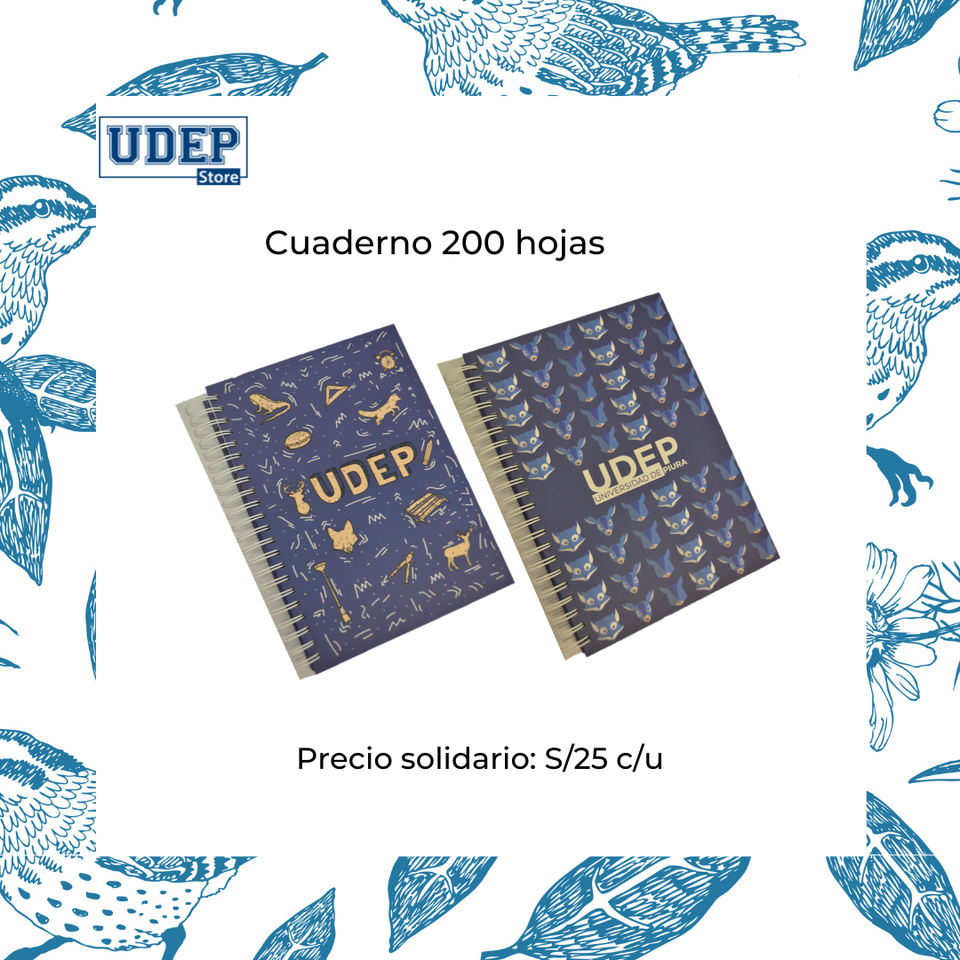 UDEP
Store
Cuaderno 200 hojas
UDEP
UDEP
UNIVERSIDAD DE PIURA
Precio solidario: S/25 c/u